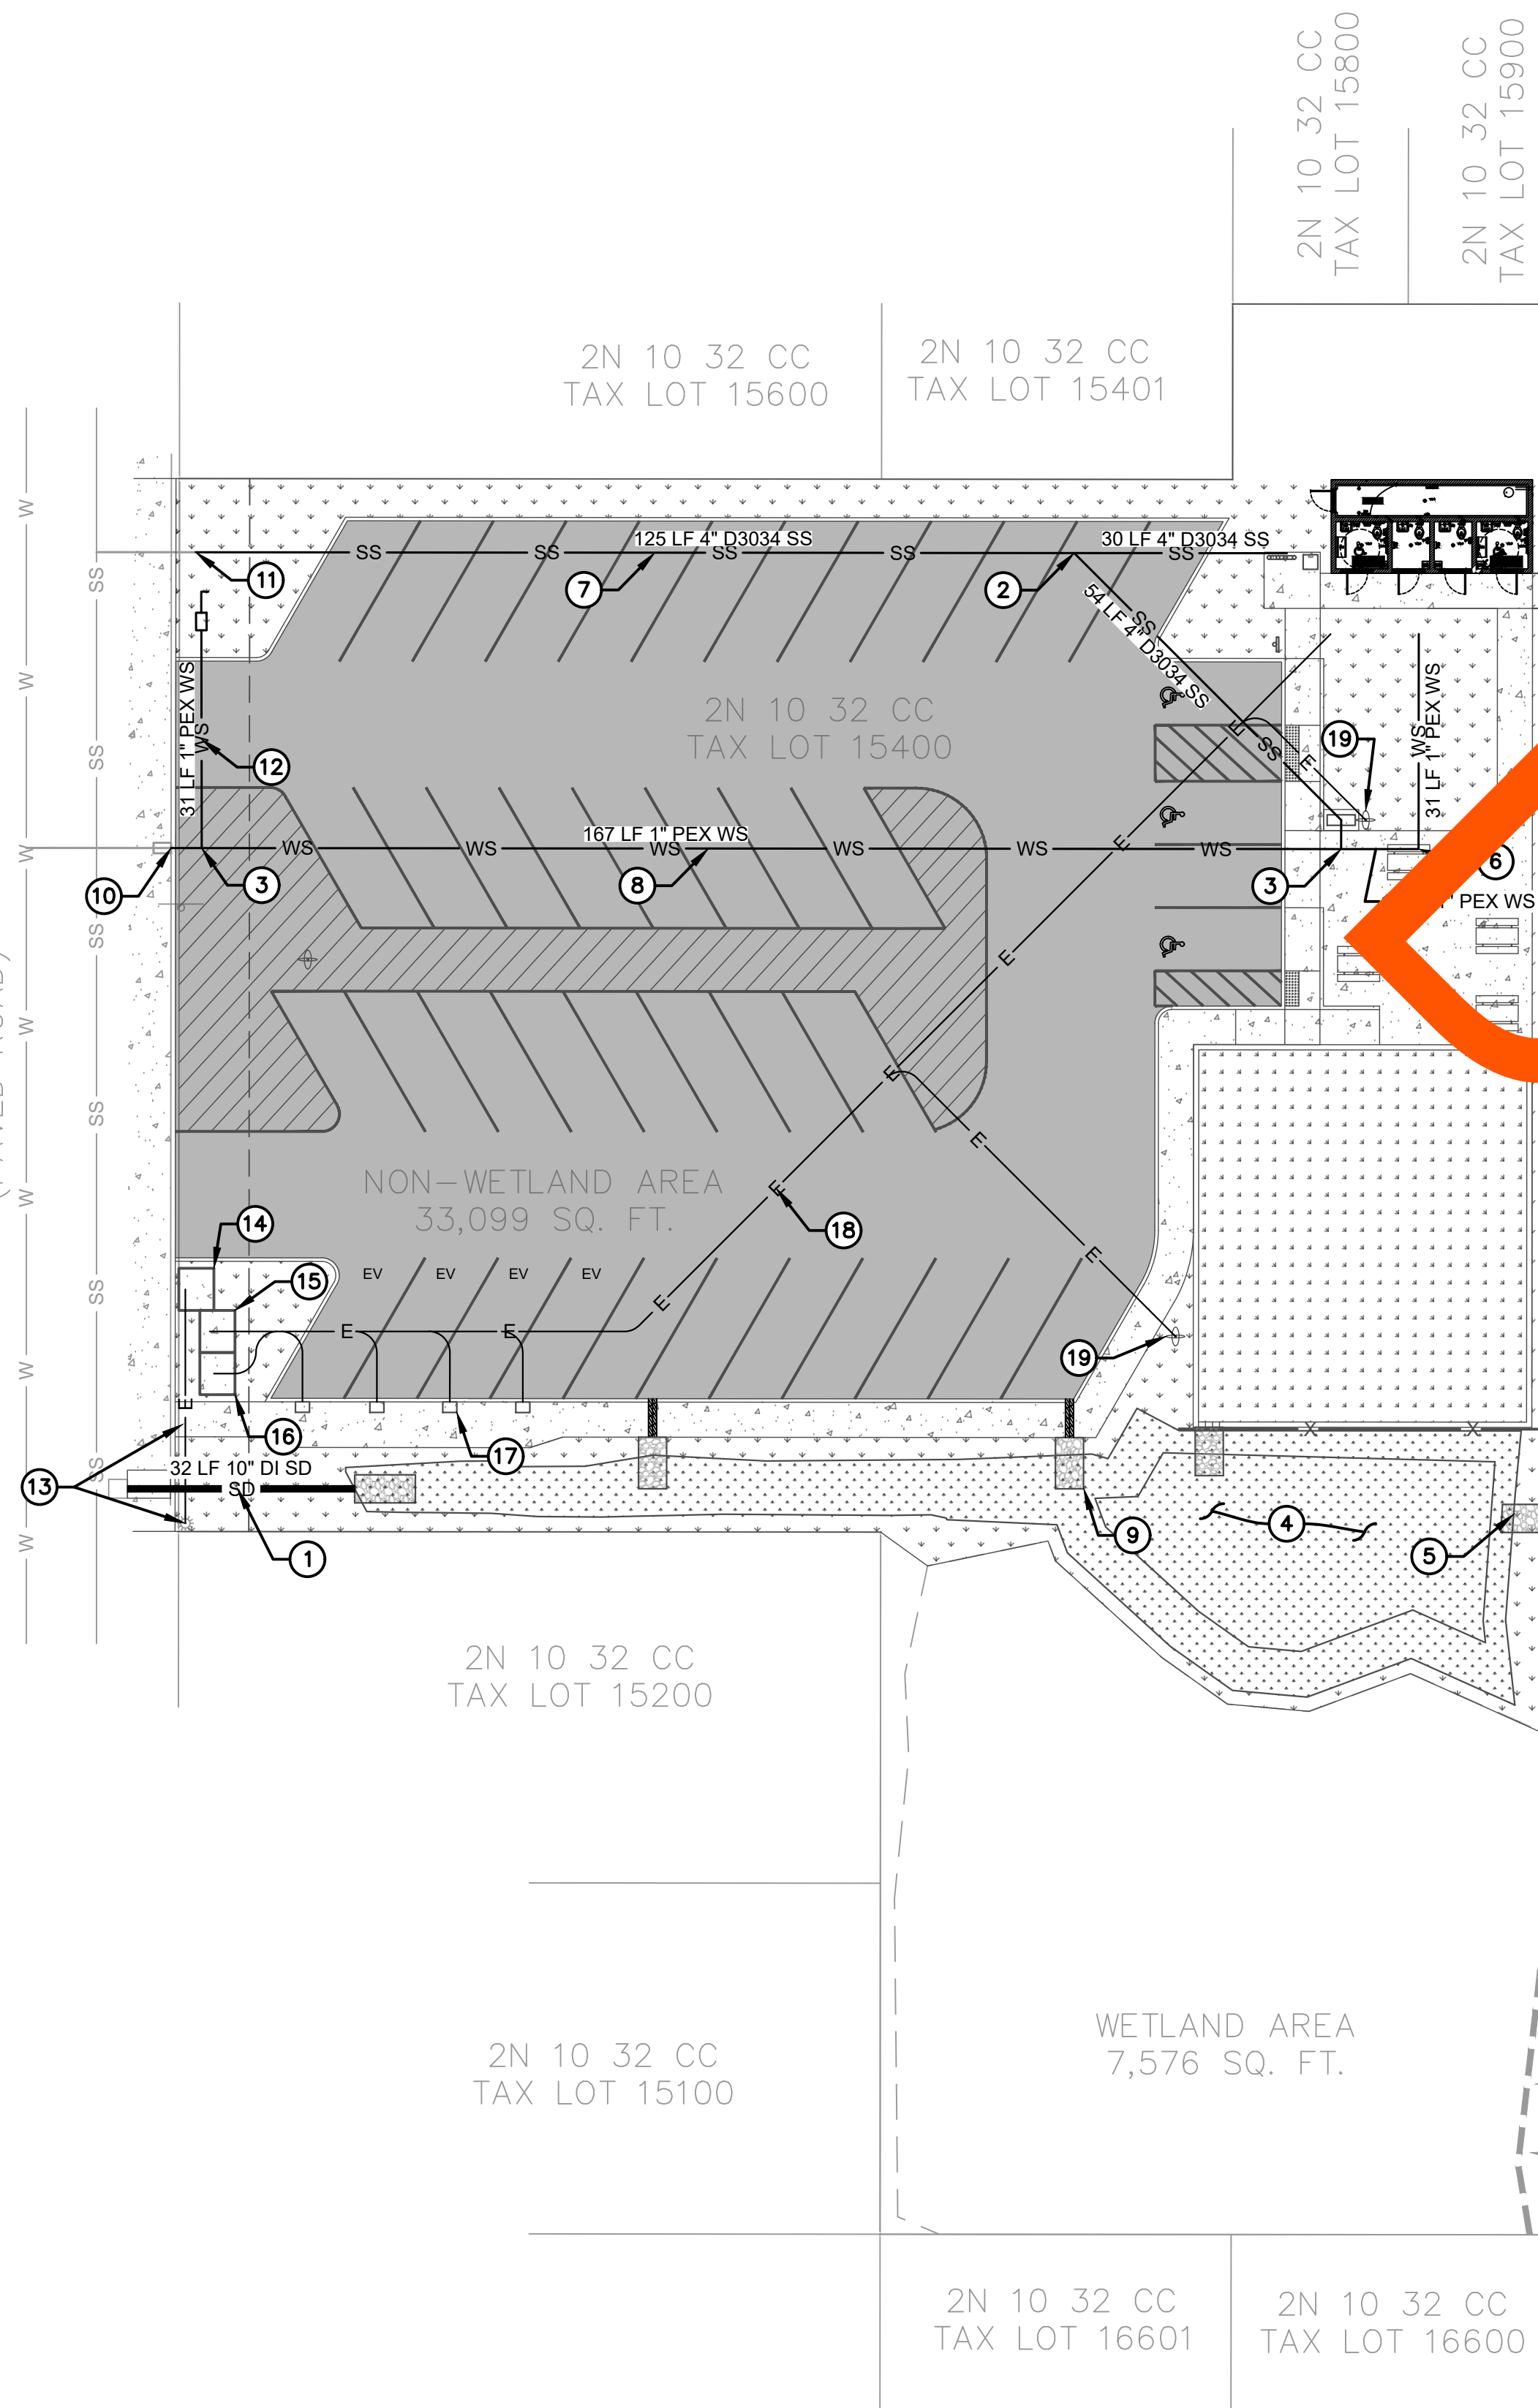 2N 10 32 CC
TAX LOT 15800
2N 10 32 CC
TAX LOT 15900
2N 10 32 CC
TAX LOT 15600
2N 10 32 CC
TAX LOT 15401
W
SS
SS
SS
125 LF 4" D3034 SS
SS
SS
30 LF 4" D3034 SS
SS
11
7
2
54 LF 4" D3034 SS
SS
SS
W
31 LF 1" PEX WS
WS
12
2N 10 32 CC
TAX LOT 15400
E
E
19
WS
31 LF 1" PEX WS
SS
W
167 LF 1" PEX WS
WS
WS
WS
WS
WS
WS
E
10
3
8
3
6
PEX WS
SS
E
W
E
SS
E
W
NON-WETLAND AREA
33,099 SQ. FT.
E
18
14
E
15
EV
EV
EV
EV
SS
E
E
E
W
19
E
16
17
13
32 LF 10" DI SD
SD
SS
1
4
9
5
W
2N 10 32 CC
TAX LOT 15200
2N 10 32 CC
TAX LOT 15100
WETLAND AREA
7,576 SQ. FT.
2N 10 32 CC
TAX LOT 16601
2N 10 32 CC
TAX LOT 16600